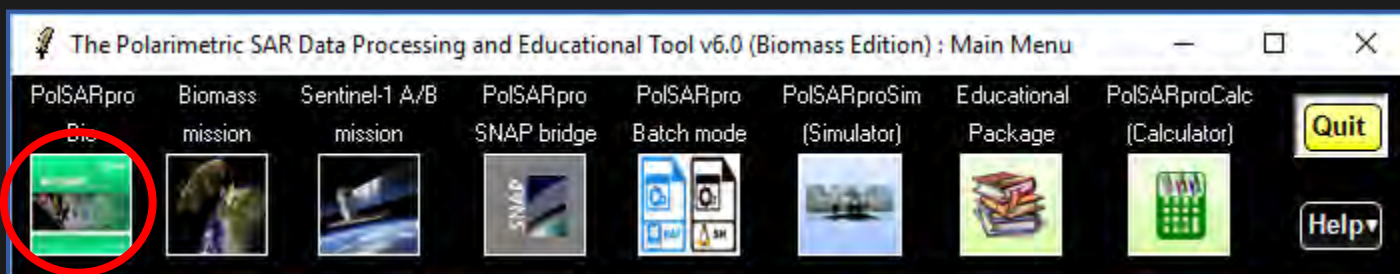 The Polarimetric SAR Data Processing and Educational Tool v6.0 (Biomass Edition) : Main Menu
PolSARpro Biomass Sentinel-1 A/B PolSARpro PolSARpro PolSARproSim Educational PolSARproCalc
Bio mission mission SNAP bridge Batch mode (Simulator) Package (Calculator)
Quit
SNAP
Help